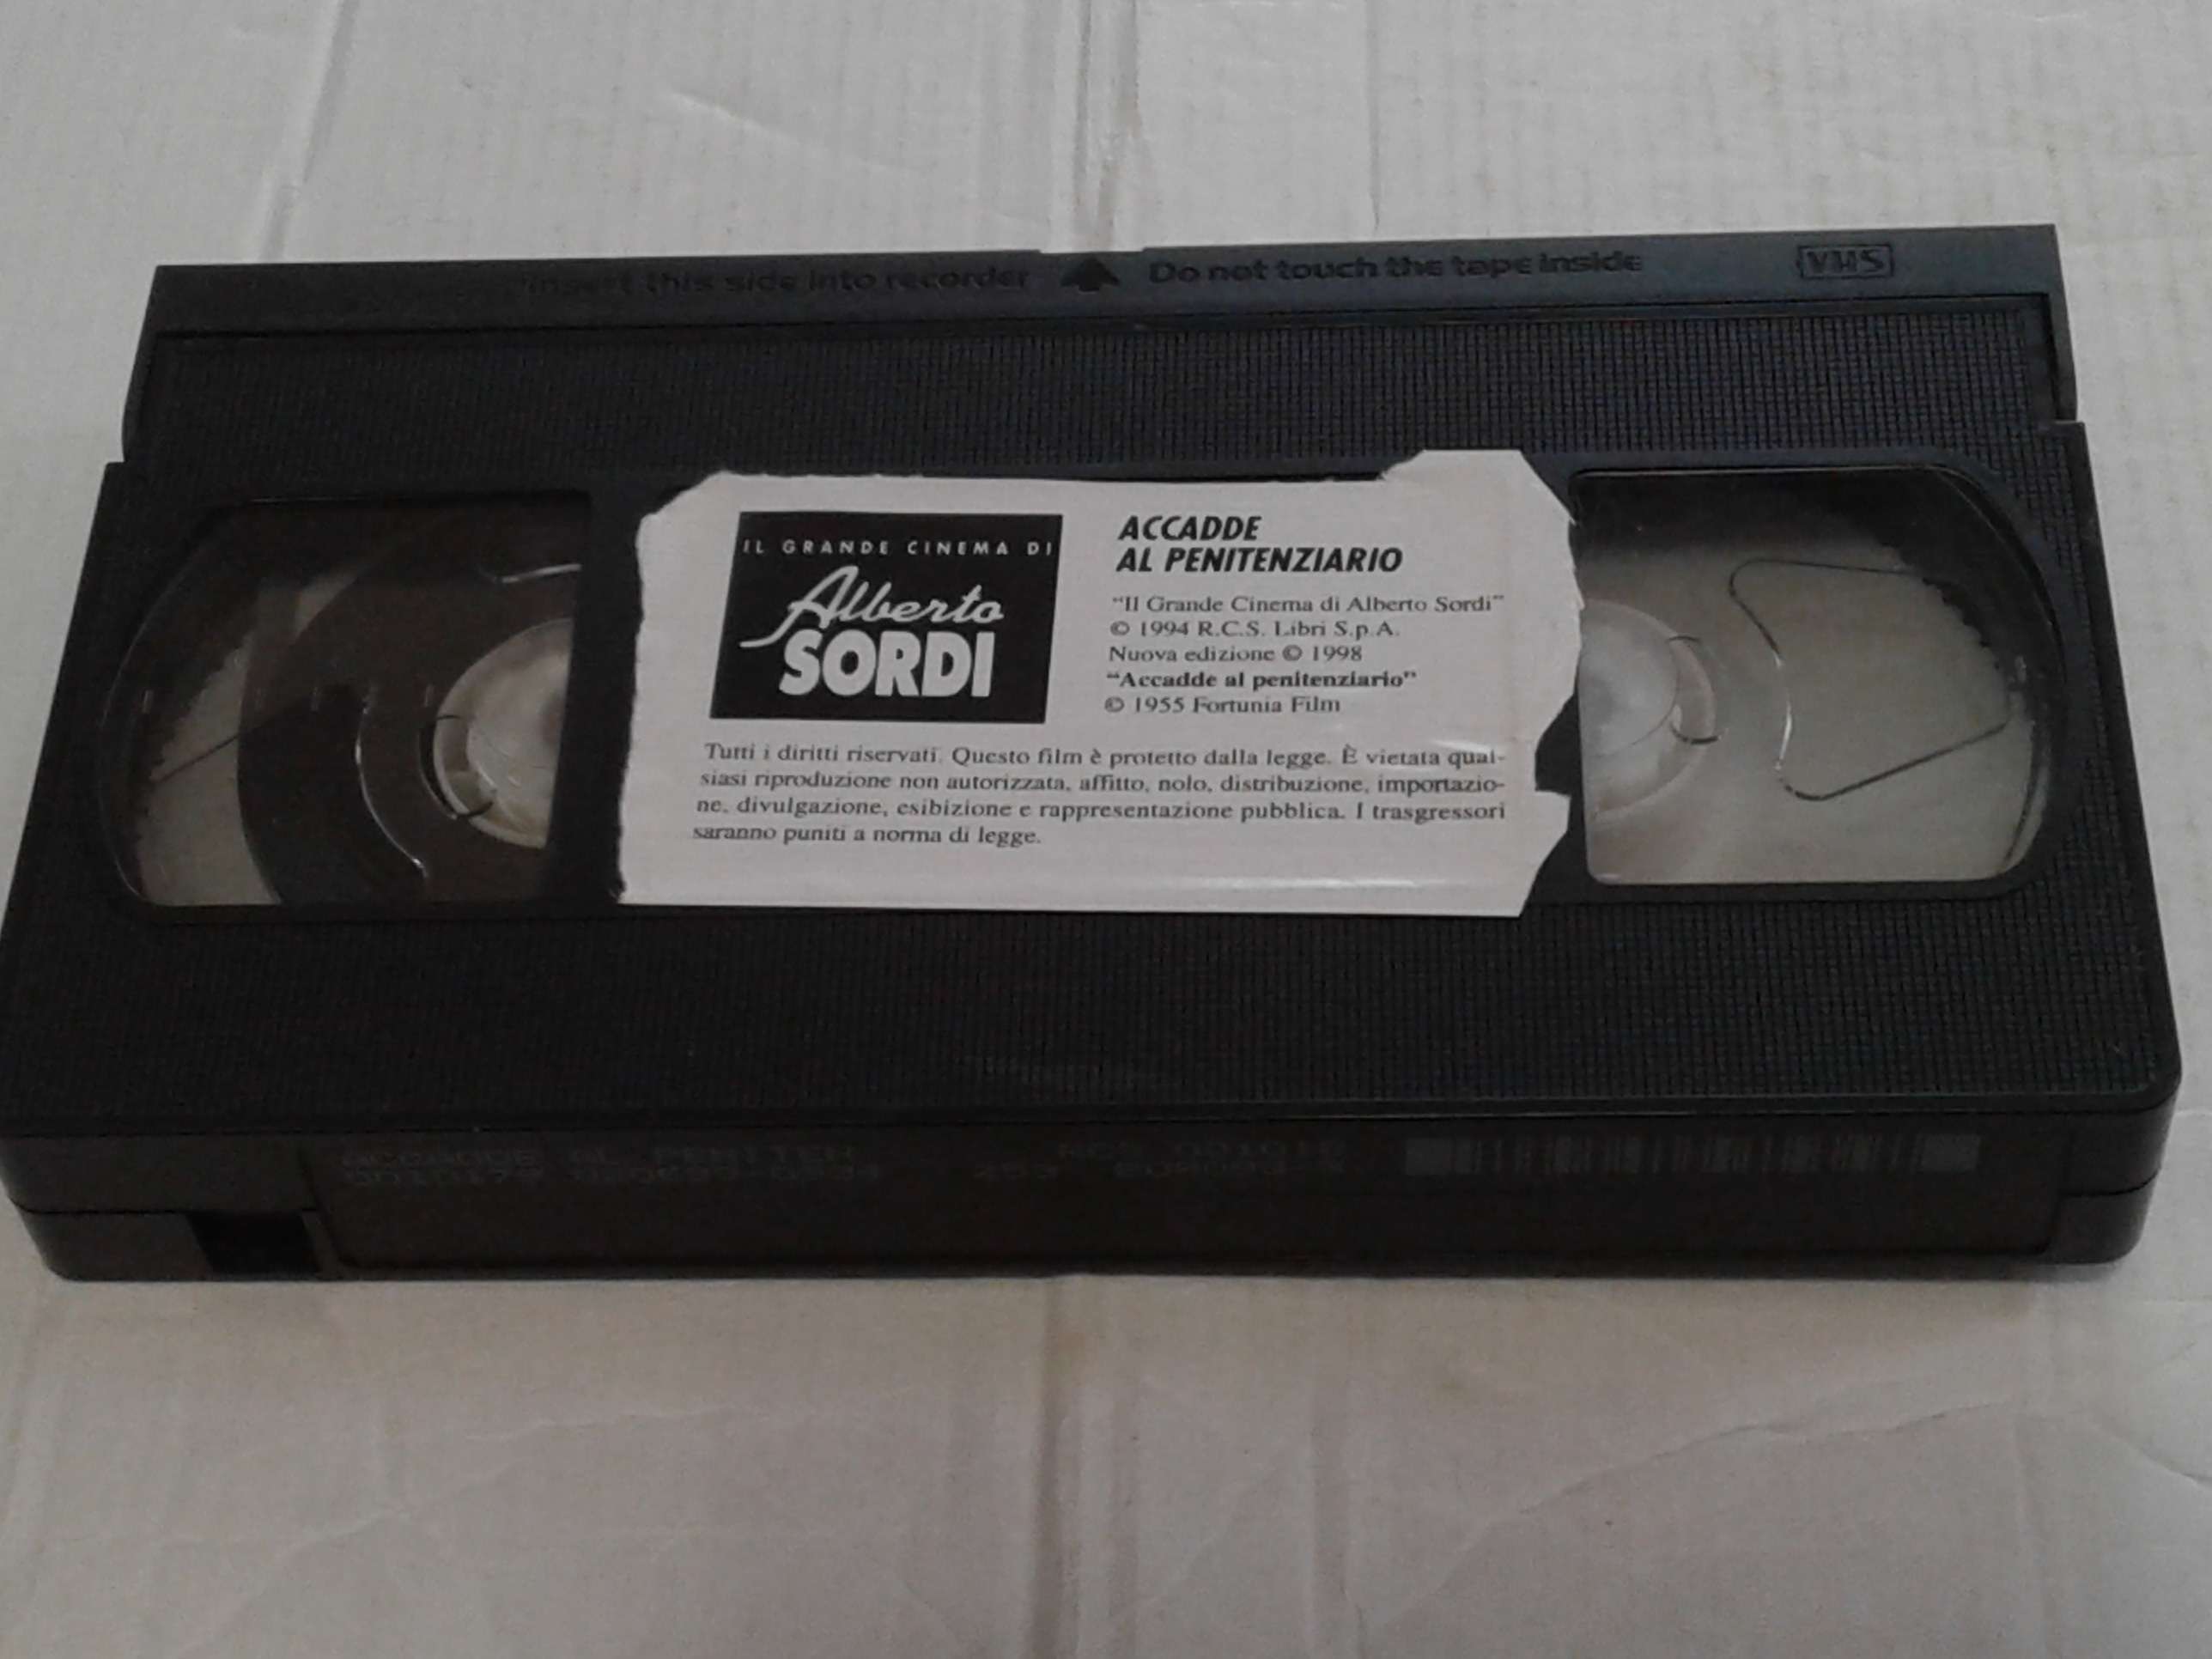 Insert this side into recorder Do not touch the tape inside VHS
IL GRANDE CINEMA DI
Alberto
SORDI
ACCADDE
AL PENITENZIARIO
"Il Grande Cinema di Alberto Sordi"
© 1994 R.C.S. Libri S.p.A.
Nuova edizione © 1998
"Accadde al penitenziario"
© 1955 Fortunia Film
Tutti i diritti riservati. Questo film è protetto dalla legge. È vietata qual-
siasi riproduzione non autorizzata, affitto, nolo, distribuzione, importazio-
ne, divulgazione, esibizione e rappresentazione pubblica. I trasgressori
saranno puniti a norma di legge.
ACCADDE AL PENITEN